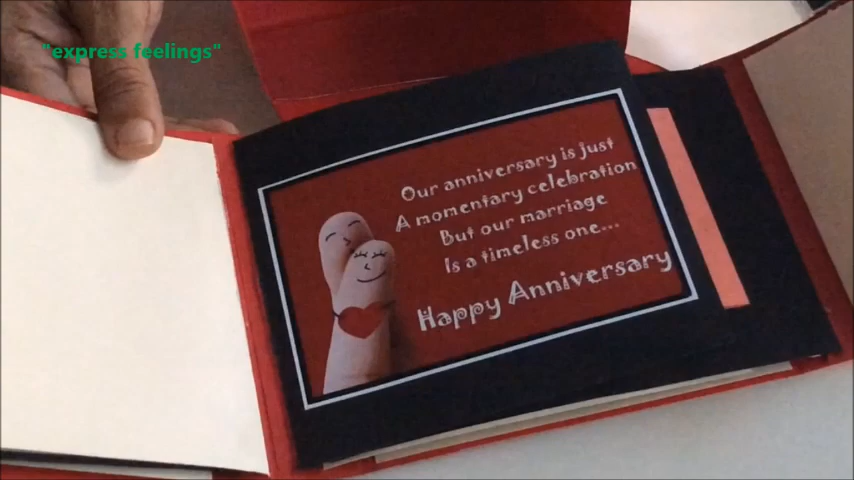 "express feelings"
Our anniversary is just
A momentary celebration
But our marriage
Is a timeless one...
Happy Anniversary